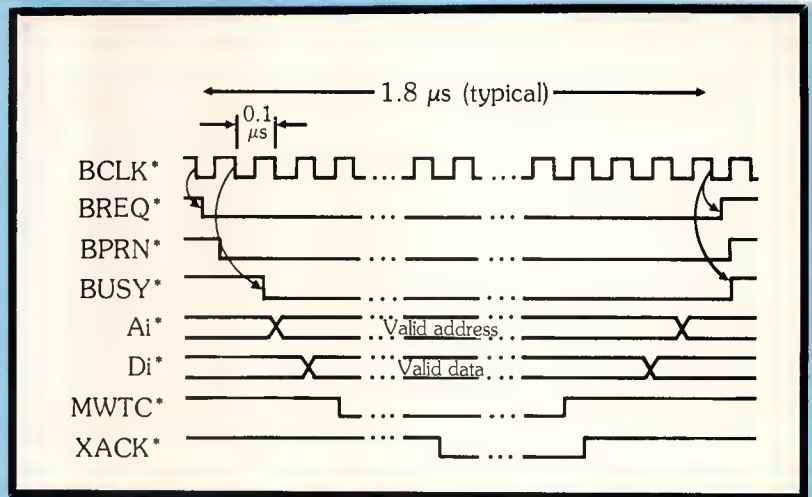 1.8 μs (typical)
0.1
μs
BCLK*
BREQ*
BPRN*
BUSY*
Ai* Valid address
Di* Valid data
MWTC*
XACK*